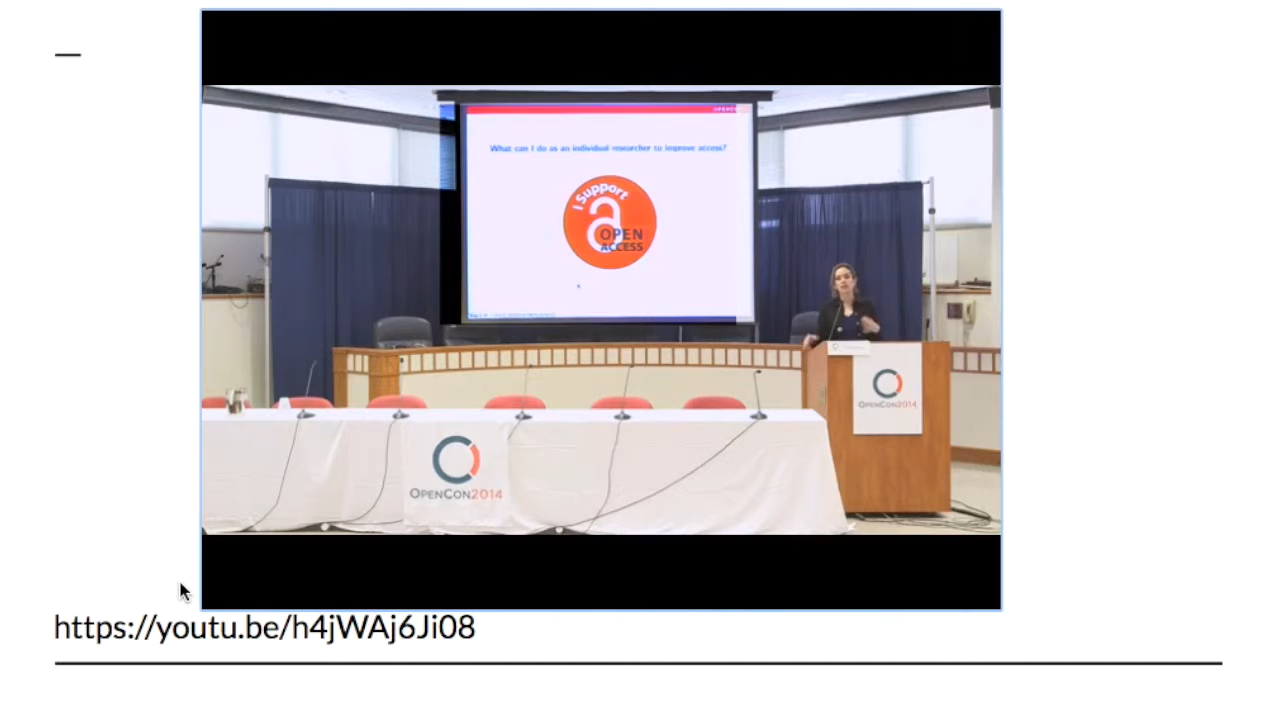 OPENCON
What can I do as an individual researcher to improve access?
I Support
OPEN
ACCESS
OPENCON2014
OPENCON2014
https://youtu.be/h4jWAj6Ji08